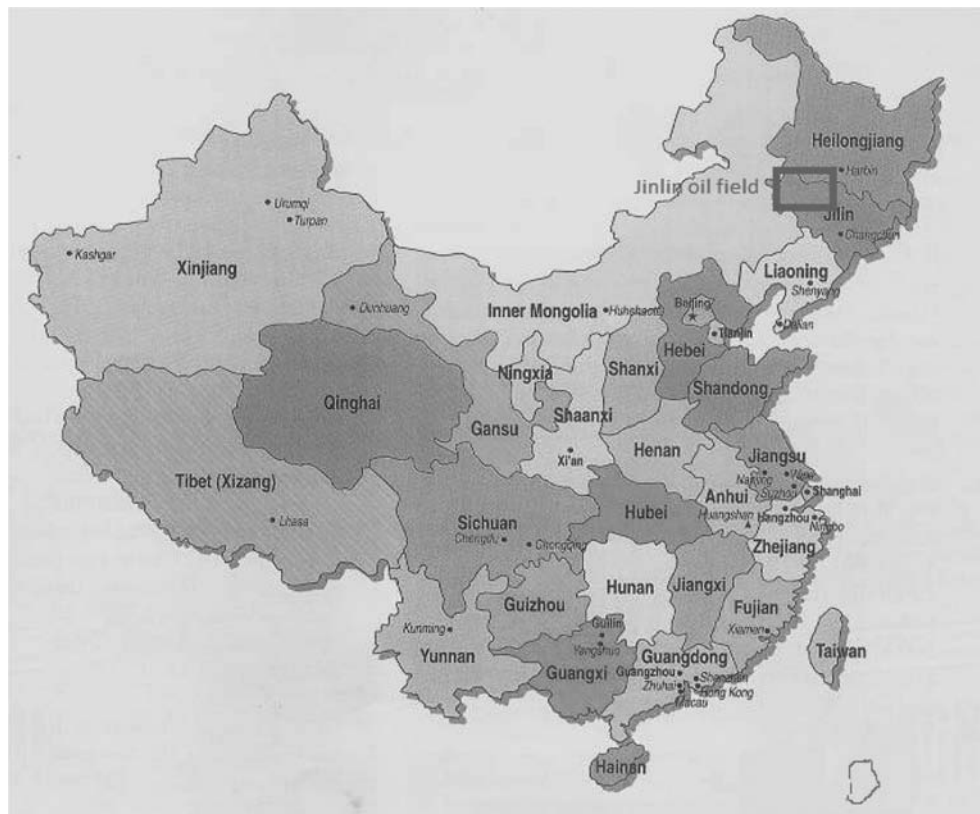 Heilongjiang
Harbin
Jinlin oil field
Jilin
Changchun
Urumqi
Turpan
Kashgar
Xinjiang
Liaoning
Shenyang
Dunhuang
Inner Mongolia
Beijing
Dalian
Tianjin
Hebei
Ningxia
Shanxi
Shandong
Qinghai
Shaanxi
Gansu
Henan
Xi'an
Jiangsu
Tibet (Xizang)
Suzhou
Shanghai
Anhui
Hubei
Huangshan
Hangzhou
Ningbo
Lhasa
Sichuan
Chengdu
Chongqing
Zhejiang
Hunan
Jiangxi
Guizhou
Fujian
Guilin
Xiamen
Kunming
Yangshuo
Taiwan
Yunnan
Guangdong
Guangxi
Guangzhou
Shenzhen
Zhuhai
Hong Kong
Macau
Hainan